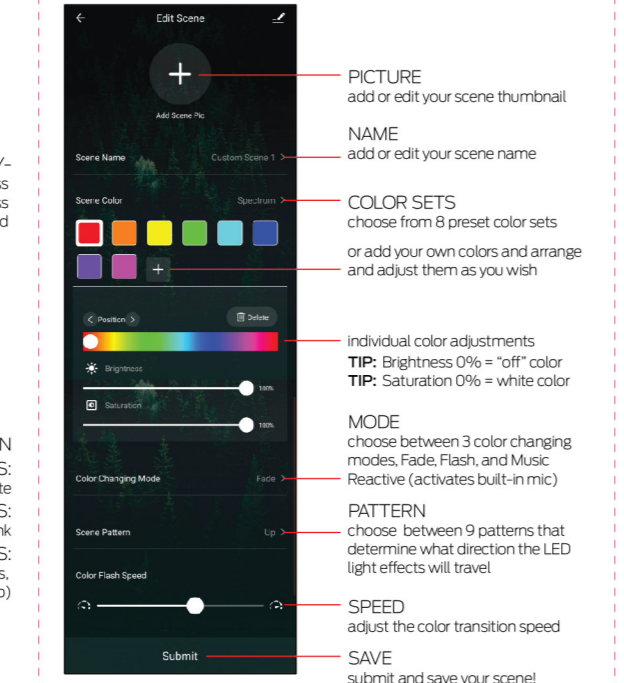 Edit Scene
Add Scene Pic
Scene Name
Custom Scene 1
Scene Color
Spectrum
Position
Delete
Brightness
100%
Saturation
100%
Color Changing Mode
Fade
Scene Pattern
Up
Color Flash Speed
Submit
PICTURE
add or edit your scene thumbnail
NAME
add or edit your scene name
COLOR SETS
choose from 8 preset color sets
or add your own colors and arrange
and adjust them as you wish
individual color adjustments
TIP: Brightness 0% = “off” color
TIP: Saturation 0% = white color
MODE
choose between 3 color changing
modes, Fade, Flash, and Music
Reactive (activates built-in mic)
PATTERN
choose between 9 patterns that
determine what direction the LED
light effects will travel
SPEED
adjust the color transition speed
SAVE
submit and save your scene!